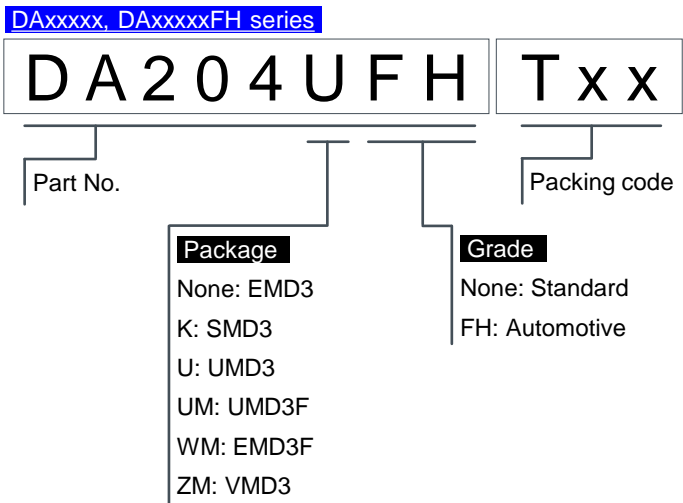 DAxxxxx, DAxxxxxFH series
DA204UFH Txx
Part No.
Packing code
Package
None: EMD3
K: SMD3
U: UMD3
UM: UMD3F
WM: EMD3F
ZM: VMD3
Grade
None: Standard
FH: Automotive